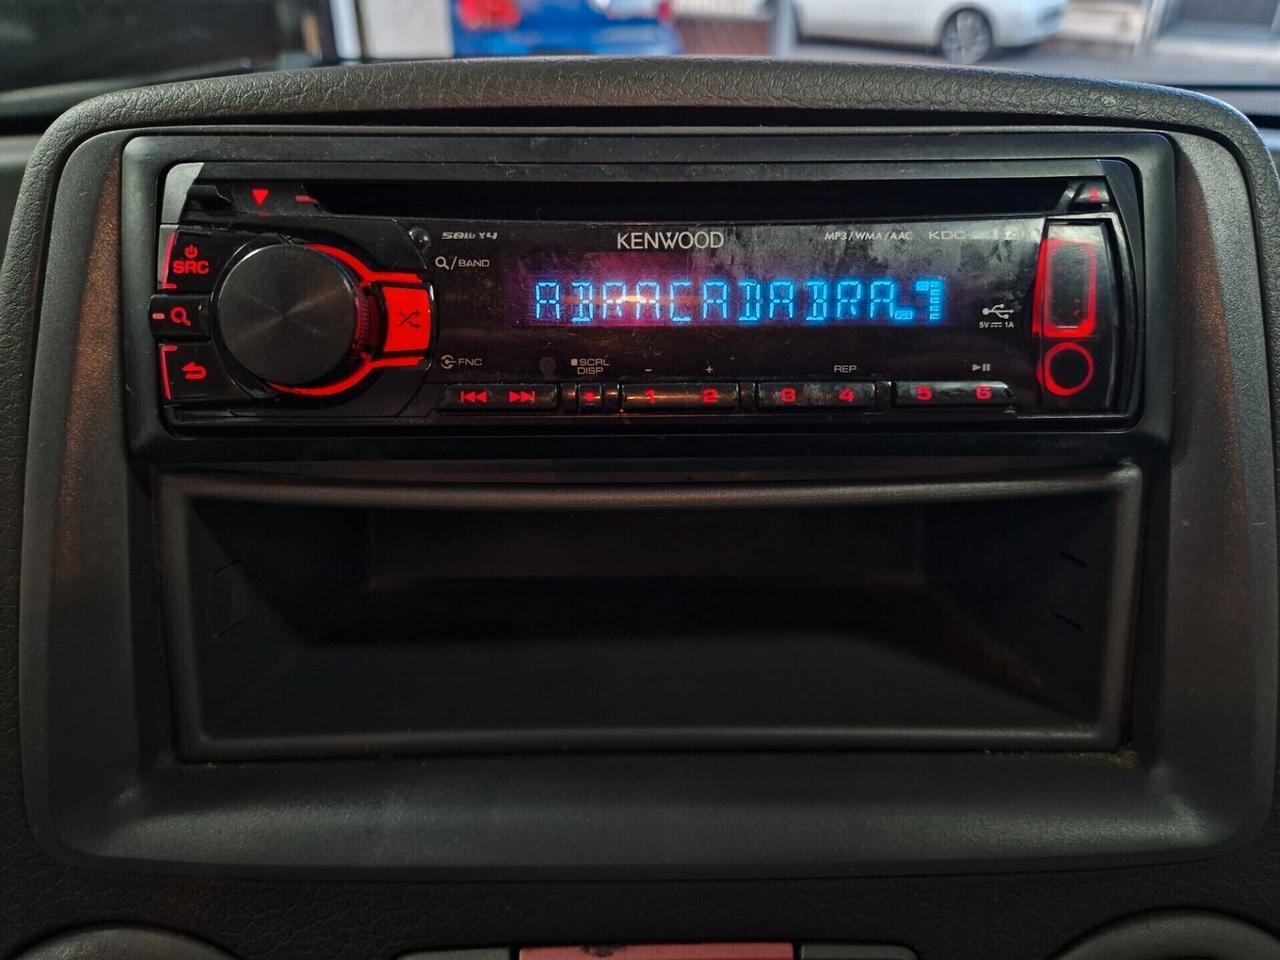 50W x4
KENWOOD
MP3/WMA/AAC
SRC
/BAND
ABRACADABRA
5V 1A
FNC
SCRL
DISP
- +
REP
1 2 3 4 5 6